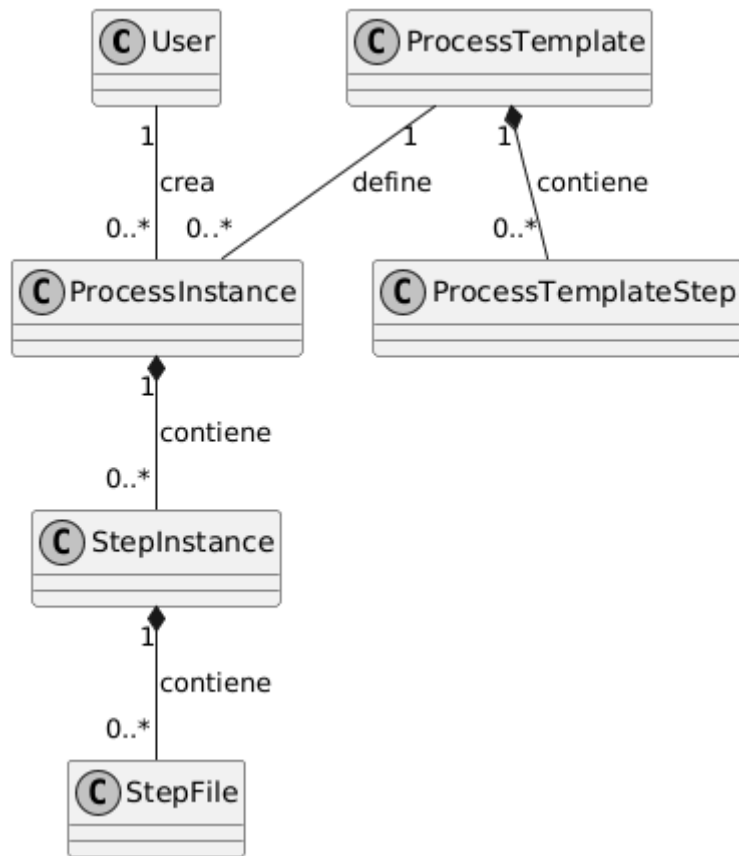 C User
C ProcessTemplate
1
1
1
crea
define
contiene
0..*
0..*
0..*
C ProcessInstance
C ProcessTemplateStep
1
contiene
0..*
C StepInstance
1
contiene
0..*
C StepFile